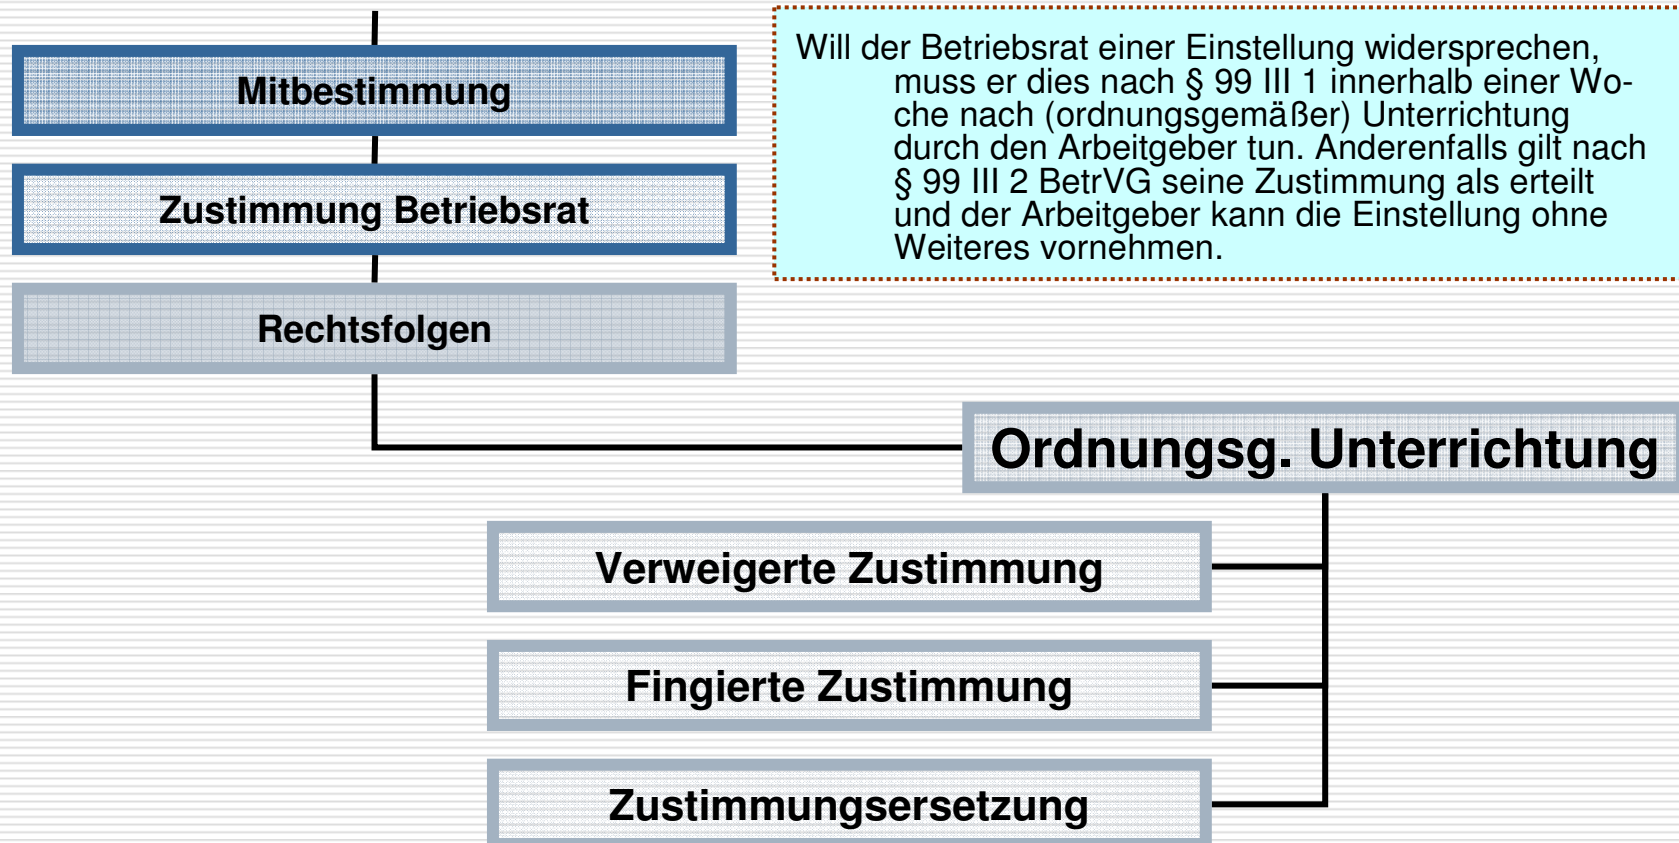 Mitbestimmung
Zustimmung Betriebsrat
Rechtsfolgen
Will der Betriebsrat einer Einstellung widersprechen,
muss er dies nach § 99 III 1 innerhalb einer Wo-
che nach (ordnungsgemäßer) Unterrichtung
durch den Arbeitgeber tun. Anderenfalls gilt nach
§ 99 III 2 BetrVG seine Zustimmung als erteilt
und der Arbeitgeber kann die Einstellung ohne
Weiteres vornehmen.
Ordnungsg. Unterrichtung
Verweigerte Zustimmung
Fingierte Zustimmung
Zustimmungsersetzung